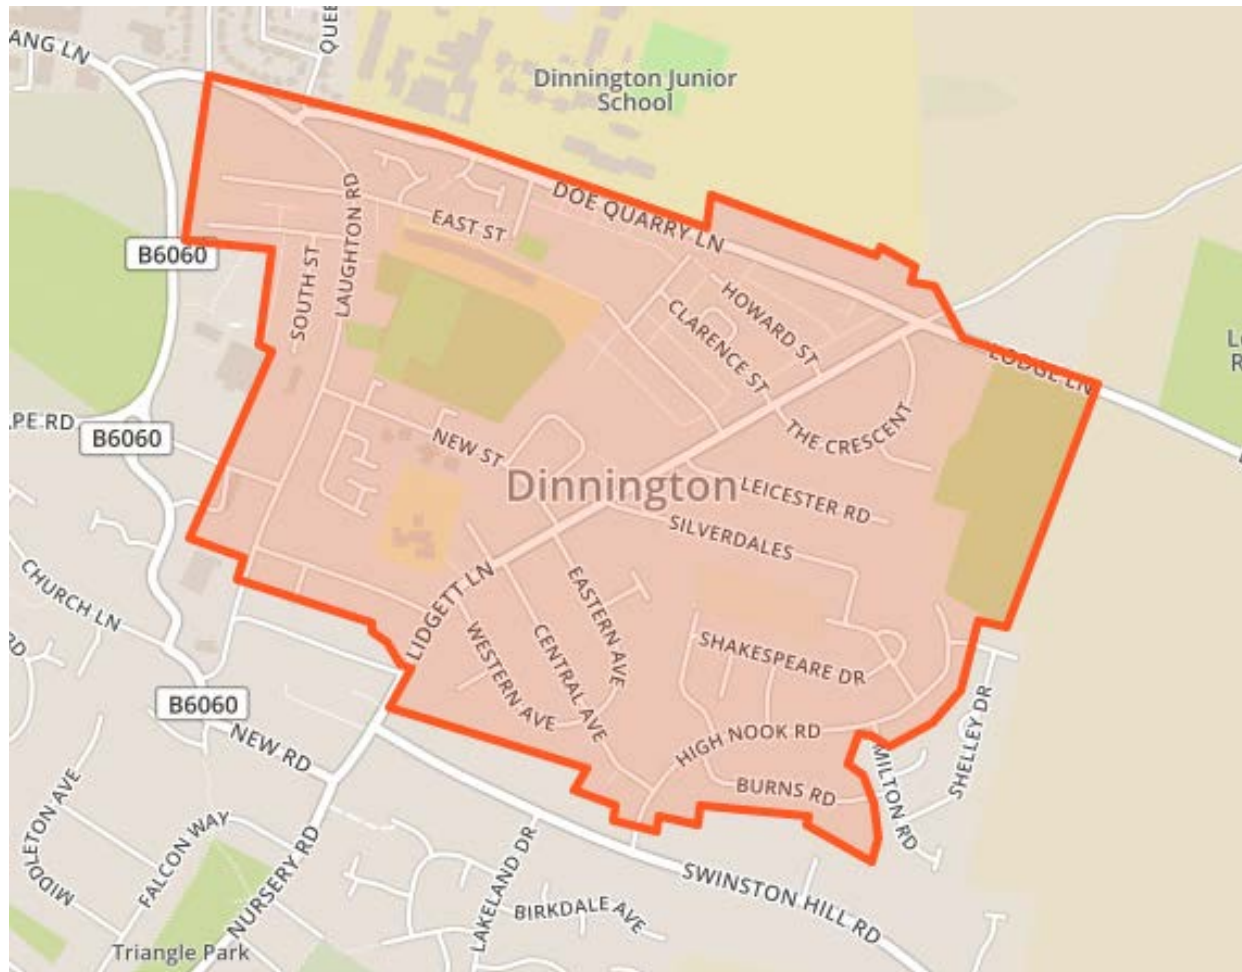 ANG LN
QUEE
Dinnington Junior
School
DOE QUARRY LN
LAUGHTON RD
EAST ST
B6060
SOUTH ST
HOWARD ST
CLARENCE ST
LODGE LN
L
R
PE RD
B6060
THE CRESCENT
NEW ST
Dinnington
LEICESTER RD
SILVERDALES
CHURCH LN
LIDGETT LN
EASTERN AVE
RD
WESTERN AVE
CENTRAL AVE
SHAKESPEARE DR
B6060
NEW RD
HIGH NOOK RD
SHELLEY DR
MILTON RD
BURNS RD
MIDDLETON AVE
FALCON WAY
NURSERY RD
LAKELAND DR
SWINSTON HILL RD
BIRKDALE AVE
Triangle Park